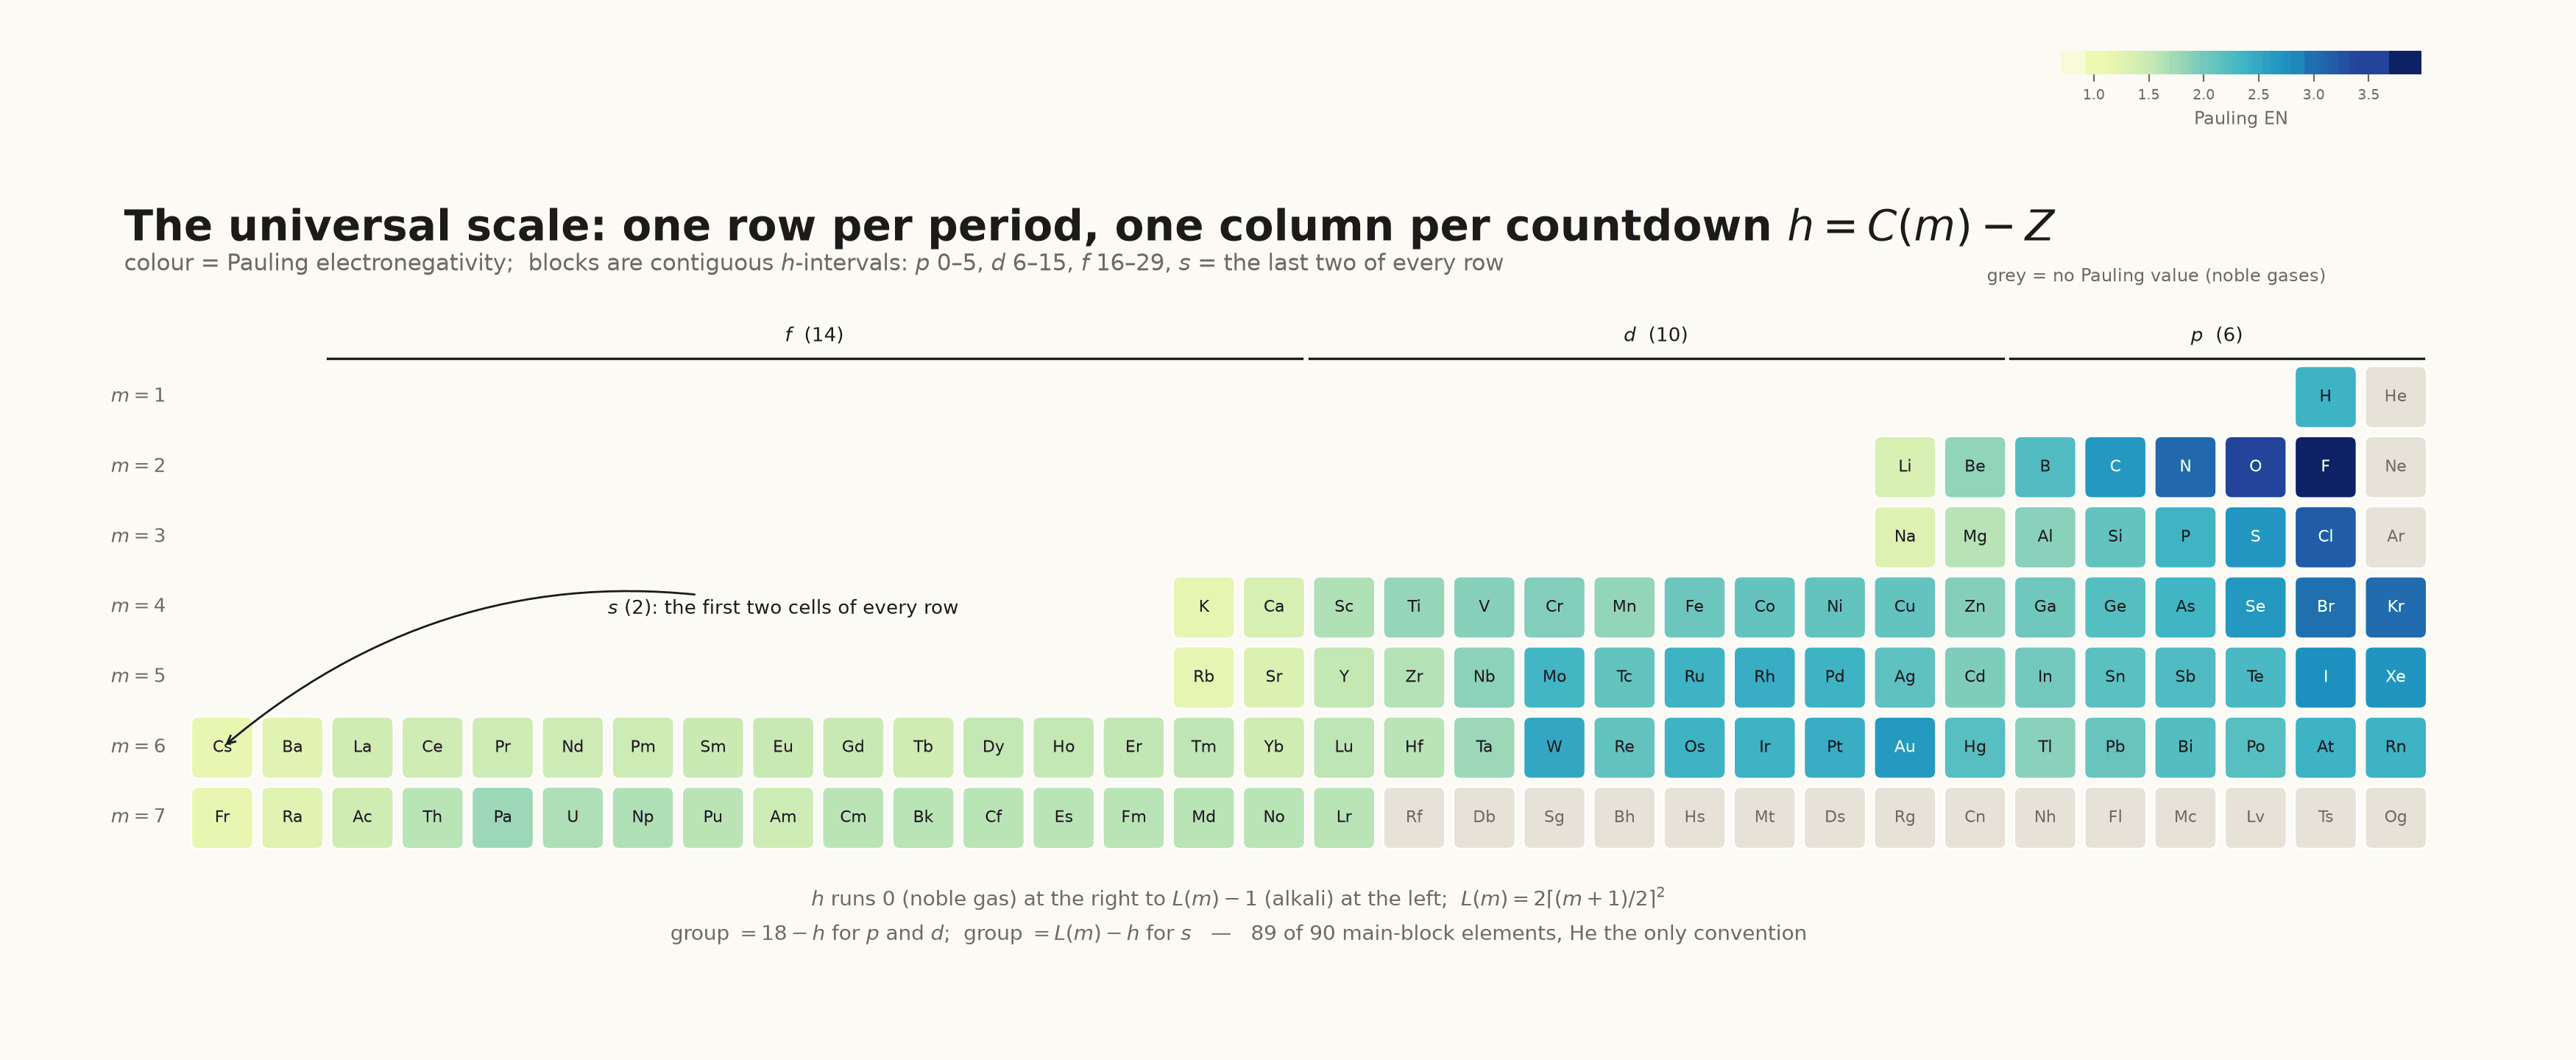 1.0 1.5 2.0 2.5 3.0 3.5
Pauling EN
The universal scale: one row per period, one column per countdown h = C(m) − Z
colour = Pauling electronegativity;  blocks are contiguous h-intervals: p 0–5, d 6–15, f 16–29, s = the last two of every row
grey = no Pauling value (noble gases)
f (14) d (10) p (6)
m = 1 H He
m = 2 Li Be B C N O F Ne
m = 3 Na Mg Al Si P S Cl Ar
m = 4 K Ca Sc Ti V Cr Mn Fe Co Ni Cu Zn Ga Ge As Se Br Kr
s (2): the first two cells of every row
m = 5 Rb Sr Y Zr Nb Mo Tc Ru Rh Pd Ag Cd In Sn Sb Te I Xe
m = 6 Cs Ba La Ce Pr Nd Pm Sm Eu Gd Tb Dy Ho Er Tm Yb Lu Hf Ta W Re Os Ir Pt Au Hg Tl Pb Bi Po At Rn
m = 7 Fr Ra Ac Th Pa U Np Pu Am Cm Bk Cf Es Fm Md No Lr Rf Db Sg Bh Hs Mt Ds Rg Cn Nh Fl Mc Lv Ts Og
h runs 0 (noble gas) at the right to L(m) − 1 (alkali) at the left;  L(m) = 2⌈(m + 1)/2⌉²
group = 18 − h for p and d;  group = L(m) − h for s  —  89 of 90 main-block elements, He the only convention